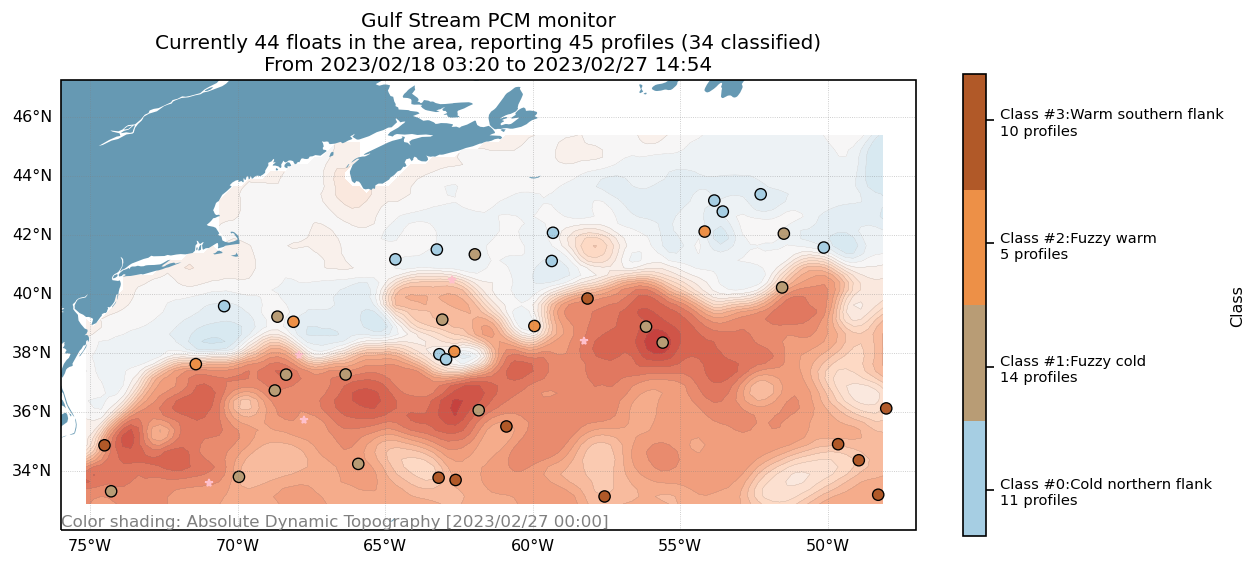 Gulf Stream PCM monitor
Currently 44 floats in the area, reporting 45 profiles (34 classified)
From 2023/02/18 03:20 to 2023/02/27 14:54
46°N
44°N
42°N
40°N
38°N
36°N
34°N
Color shading: Absolute Dynamic Topography [2023/02/27 00:00]
75°W
70°W
65°W
60°W
55°W
50°W
Class #3:Warm southern flank
10 profiles
Class #2:Fuzzy warm
5 profiles
Class #1:Fuzzy cold
14 profiles
Class #0:Cold northern flank
11 profiles
Class